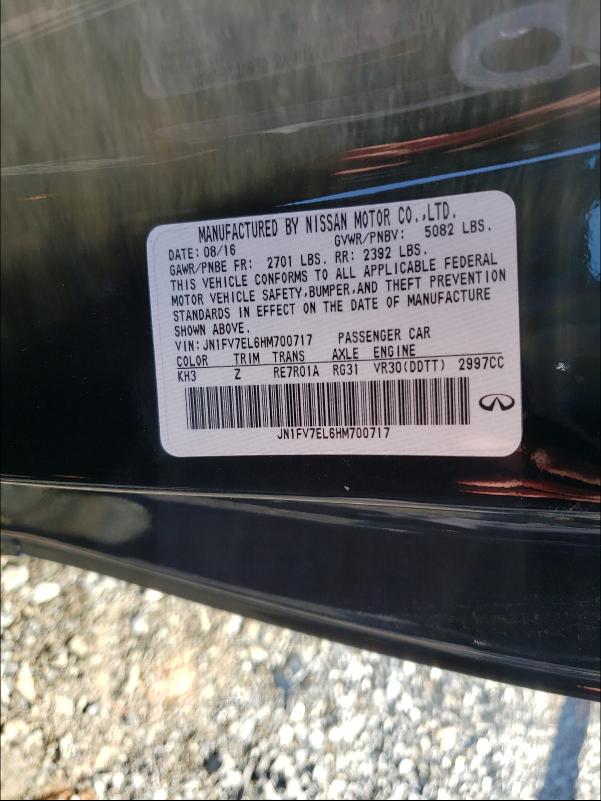 MANUFACTURED BY NISSAN MOTOR CO.,LTD.
DATE: 08/16 GVWR/PNBV: 5082 LBS.
GAWR/PNBE FR: 2701 LBS. RR: 2392 LBS.
THIS VEHICLE CONFORMS TO ALL APPLICABLE FEDERAL
MOTOR VEHICLE SAFETY,BUMPER,AND THEFT PREVENTION
STANDARDS IN EFFECT ON THE DATE OF MANUFACTURE
SHOWN ABOVE.
VIN: JN1FV7EL6HM700717 PASSENGER CAR
COLOR TRIM TRANS AXLE ENGINE
KH3 Z RE7R01A RG31 VR30(DDTT) 2997CC
JN1FV7EL6HM700717